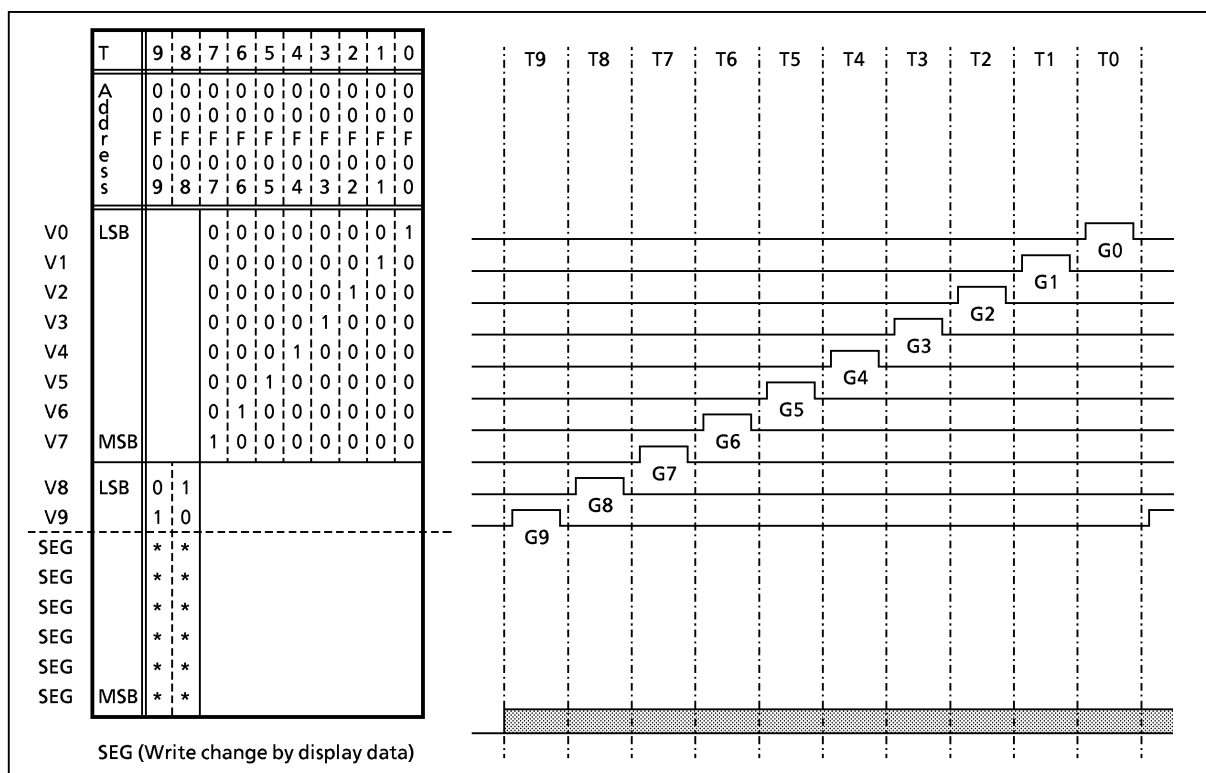 T 9 8 7 6 5 4 3 2 1 0
T9 T8 T7 T6 T5 T4 T3 T2 T1 T0
Address
0 0 0 0 0 0 0 0 0 0
0 0 0 0 0 0 0 0 0 0
F F F F F F F F F F
0 0 0 0 0 0 0 0 0 0
9 8 7 6 5 4 3 2 1 0
V0 LSB 0 0 0 0 0 0 0 1
G0
V1 0 0 0 0 0 0 1 0
G1
V2 0 0 0 0 0 1 0 0
G2
V3 0 0 0 0 1 0 0 0
G3
V4 0 0 0 1 0 0 0 0
G4
V5 0 0 1 0 0 0 0 0
G5
V6 0 1 0 0 0 0 0 0
G6
V7 MSB 1 0 0 0 0 0 0 0
G7
V8 LSB 0 1
G8
V9 1 0
G9
SEG * *
SEG * *
SEG * *
SEG * *
SEG * *
SEG MSB * *
SEG (Write change by display data)